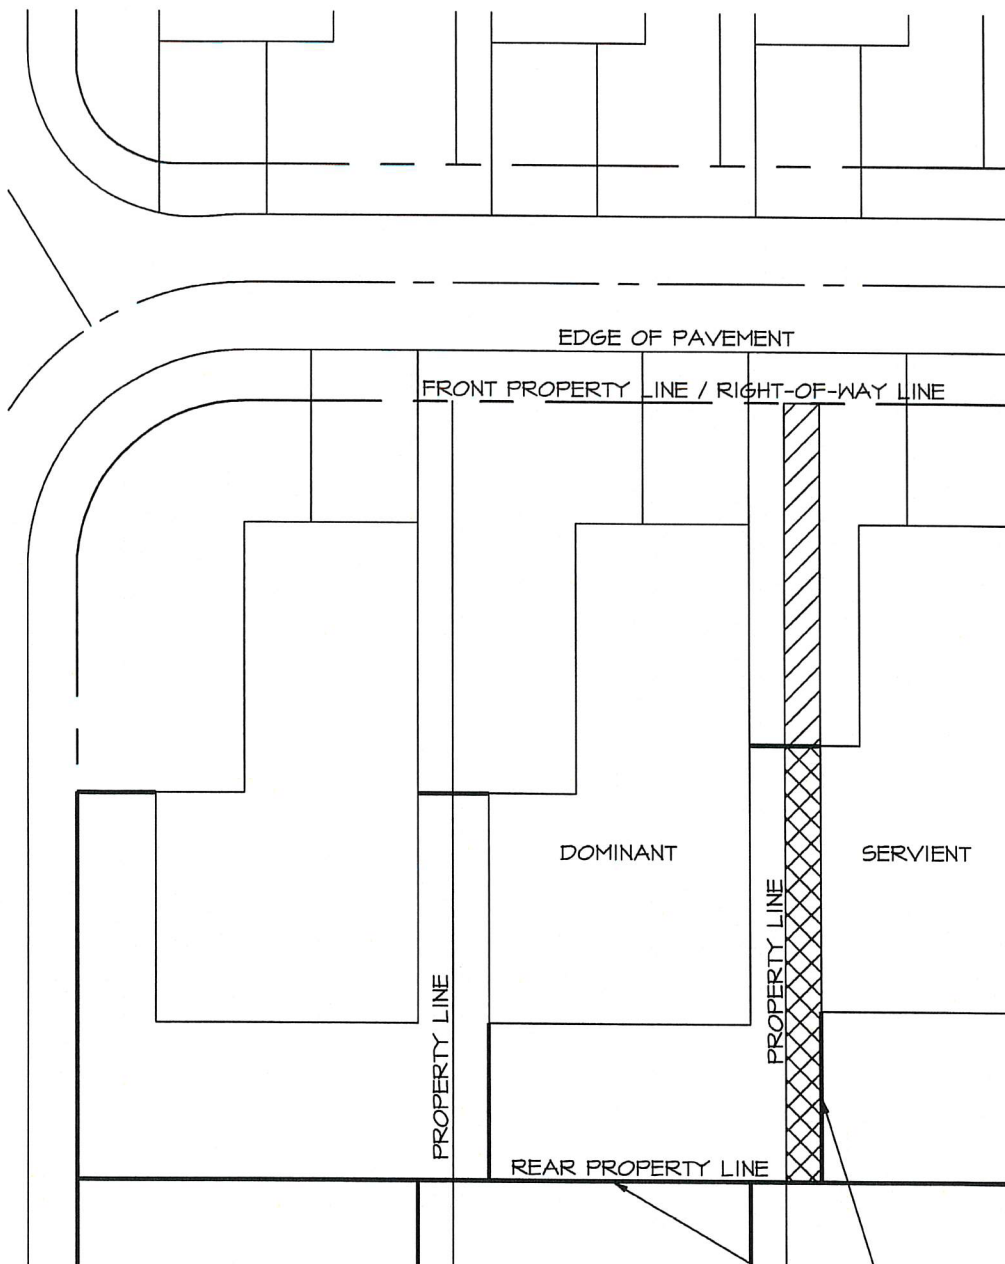 EDGE OF PAVEMENT
FRONT PROPERTY LINE / RIGHT-OF-WAY LINE
DOMINANT
SERVIENT
PROPERTY LINE
PROPERTY LINE
REAR PROPERTY LINE